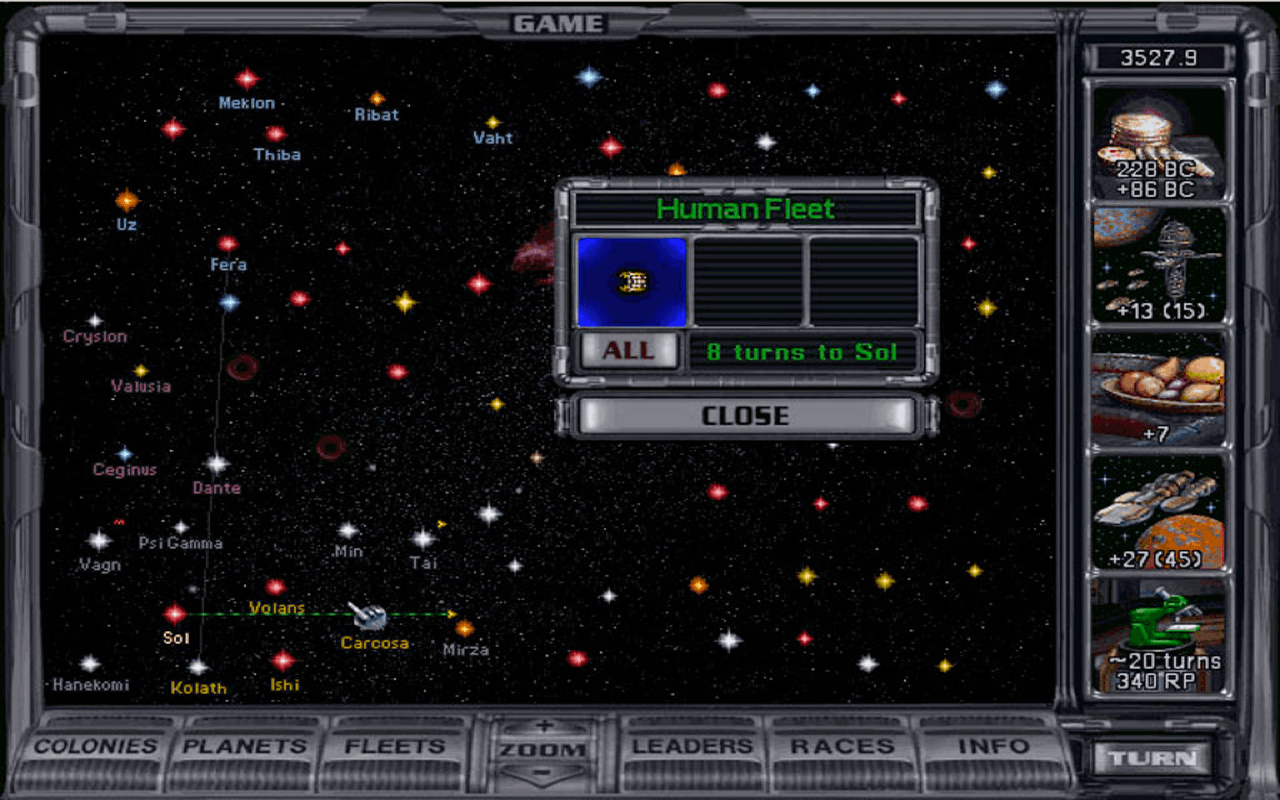 GAME
3527.9
Meklon
Ribat
Vaht
Thiba
228 BC
+86 BC
Uz
Human Fleet
Fera
+13 (15)
Cryslon
ALL
8 turns to Sol
Valusia
CLOSE
+7
Ceginus
Dante
Psi Gamma
Min
Tai
Vagn
+27 (45)
Volans
Sol
Carcosa
Mirza
~20 turns
340 RP
Hanekomi
Kolath
Ishi
COLONIES
PLANETS
FLEETS
+
ZOOM
-
LEADERS
RACES
INFO
TURN